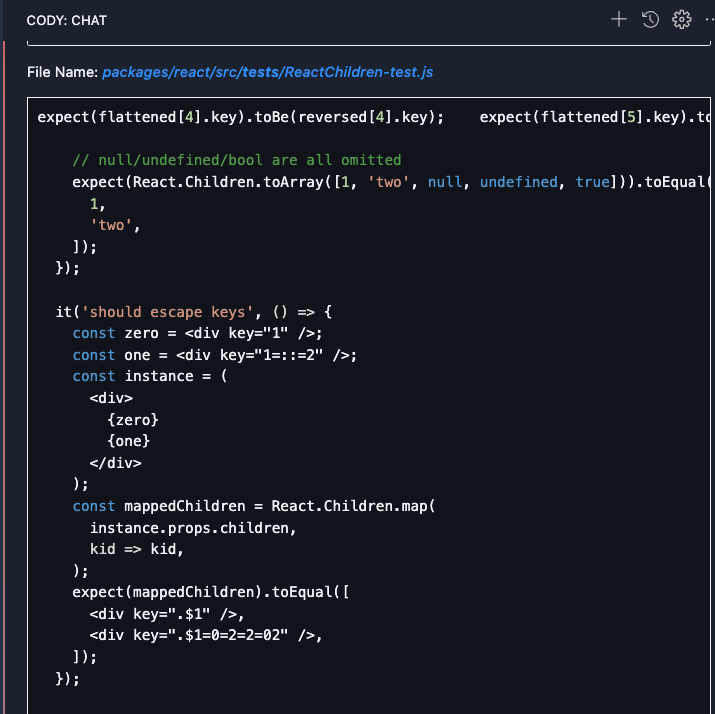 CODY: CHAT
File Name: packages/react/src/tests/ReactChildren-test.js
expect(flattened[4].key).toBe(reversed[4].key);    expect(flattened[5].key).to
    // null/undefined/bool are all omitted
    expect(React.Children.toArray([1, 'two', null, undefined, true])).toEqual(
      1,
      'two',
    ]);
  });
  it('should escape keys', () => {
    const zero = <div key="1" />;
    const one = <div key="1=::=2" />;
    const instance = (
      <div>
        {zero}
        {one}
      </div>
    );
    const mappedChildren = React.Children.map(
      instance.props.children,
      kid => kid,
    );
    expect(mappedChildren).toEqual([
      <div key=".$1" />,
      <div key=".$1=0=2=2=02" />,
    ]);
  });